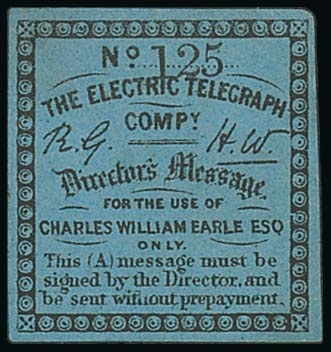 No 125
THE ELECTRIC TELEGRAPH
COMPY.
R.G. H.W.
Director's Message.
FOR THE USE OF
CHARLES WILLIAM EARLE ESQ
ONLY.
This (A) message must be
signed by the Director, and
be sent without prepayment.